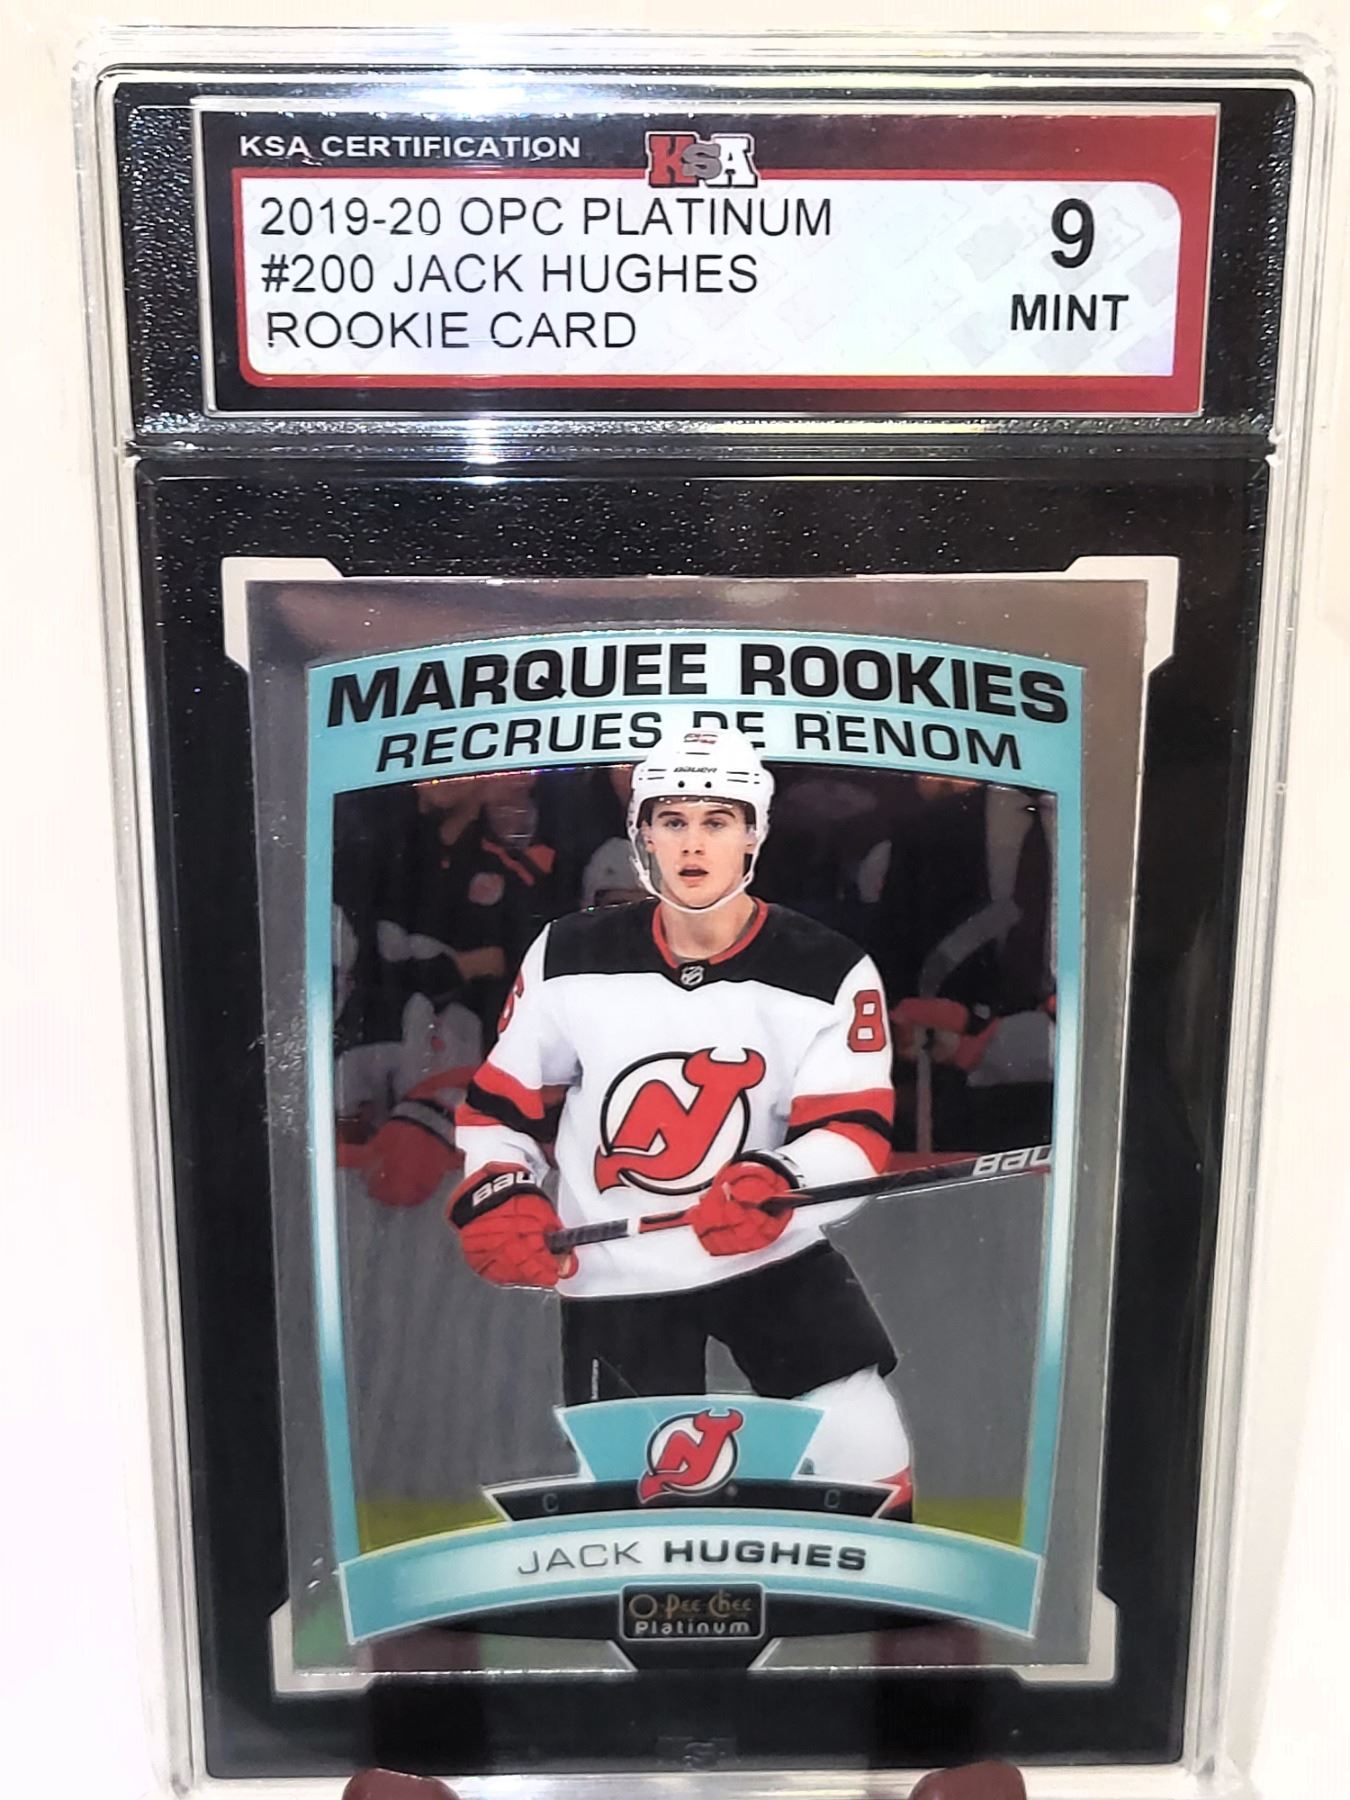 KSA CERTIFICATION
KSA
2019-20 OPC PLATINUM
#200 JACK HUGHES
ROOKIE CARD
9
MINT
MARQUEE ROOKIES
RECRUES DE RENOM
BAUER
8
6
BAU
BAU
C C
JACK HUGHES
O-Pee-Chee
Platinum